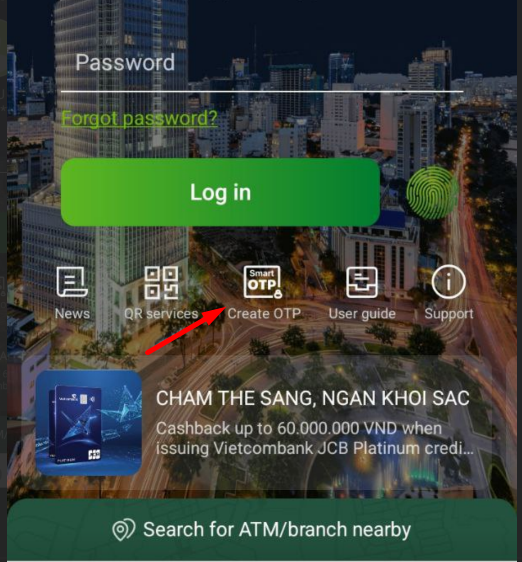 Password
Forgot password?
Log in
Smart
OTP
News
QR services
Create OTP
User guide
Support
CHAM THE SANG, NGAN KHOI SAC
Cashback up to 60.000.000 VND when
issuing Vietcombank JCB Platinum credi...
JCB
Search for ATM/branch nearby